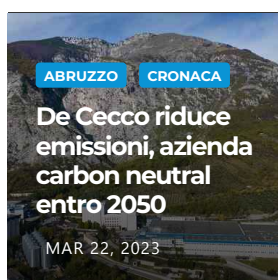 ABRUZZO CRONACA
De Cecco riduce
emissioni, azienda
carbon neutral
entro 2050
MAR 22, 2023